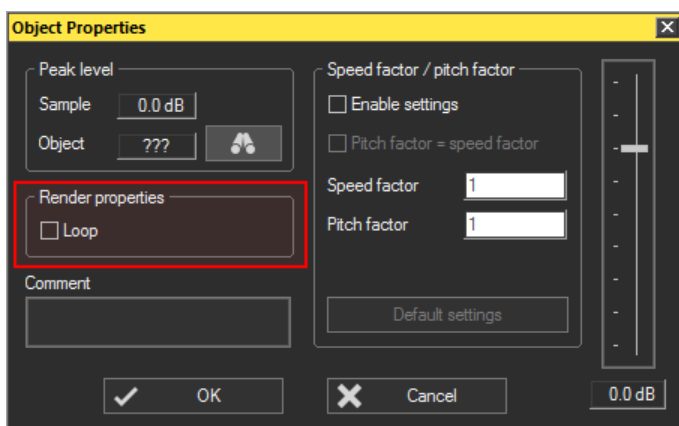 Object Properties
Peak level
Sample 0.0 dB
Object ???
Render properties
Loop
Comment
Speed factor / pitch factor
Enable settings
Pitch factor = speed factor
Speed factor 1
Pitch factor 1
Default settings
OK
Cancel
0.0 dB